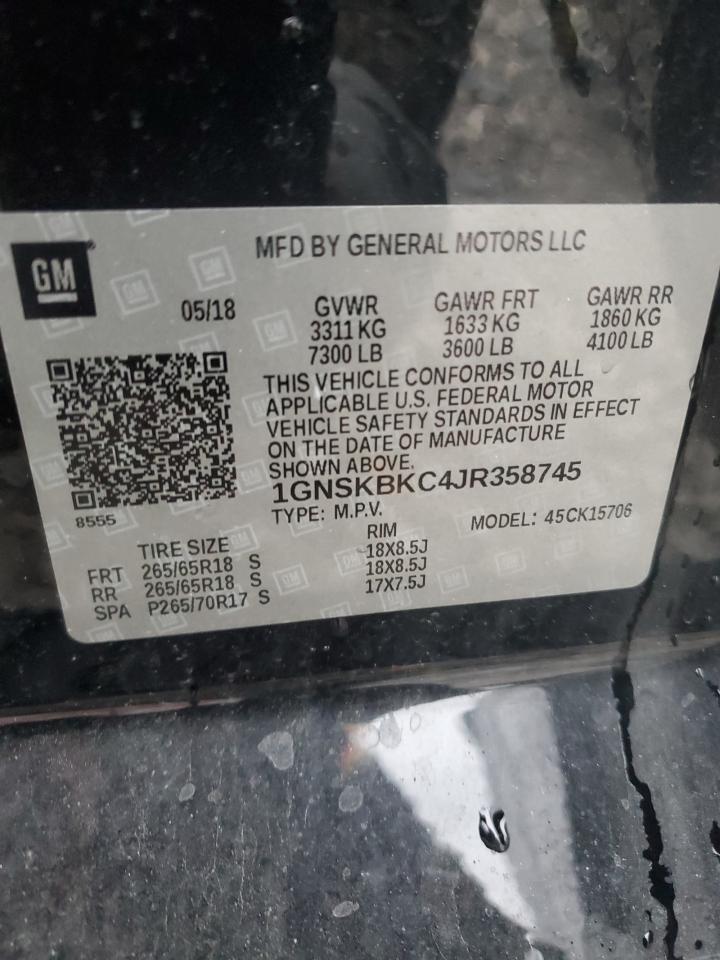 GM
MFD BY GENERAL MOTORS LLC
05/18 GVWR GAWR FRT GAWR RR
3311 KG 1633 KG 1860 KG
7300 LB 3600 LB 4100 LB
THIS VEHICLE CONFORMS TO ALL
APPLICABLE U.S. FEDERAL MOTOR
VEHICLE SAFETY STANDARDS IN EFFECT
ON THE DATE OF MANUFACTURE
SHOWN ABOVE.
1GNSKBKC4JR358745
8555 TYPE: M.P.V. MODEL: 45CK15706
TIRE SIZE RIM
FRT 265/65R18 S 18X8.5J
RR 265/65R18 S 18X8.5J
SPA P265/70R17 S 17X7.5J